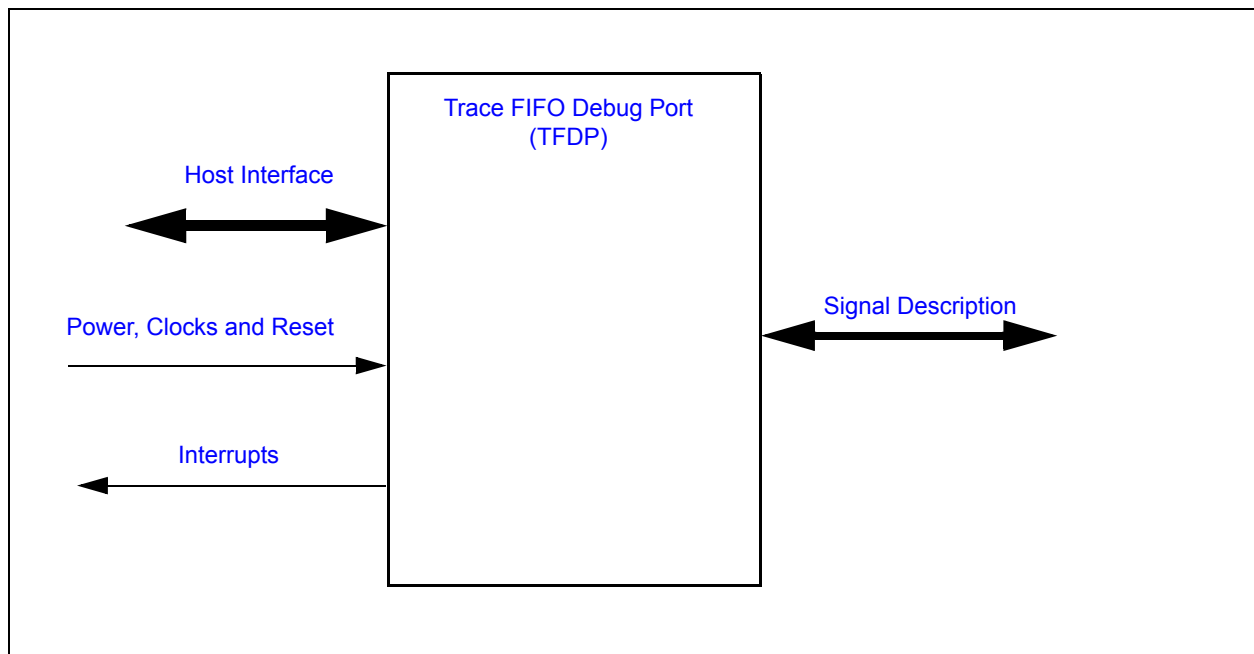 Trace FIFO Debug Port
(TFDP)
Host Interface
Signal Description
Power, Clocks and Reset
Interrupts